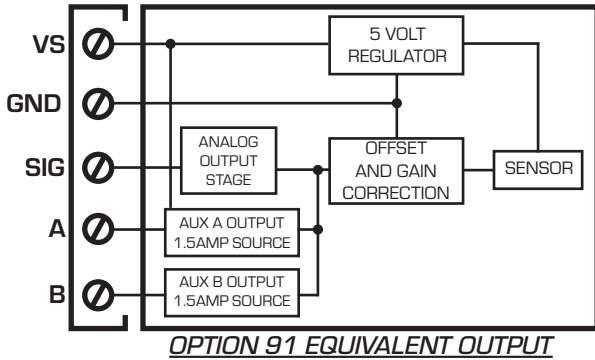 VS
5 VOLT
REGULATOR
GND
SIG
ANALOG
OUTPUT
STAGE
OFFSET
AND GAIN
CORRECTION
SENSOR
A
AUX A OUTPUT
1.5AMP SOURCE
B
AUX B OUTPUT
1.5AMP SOURCE
OPTION 91 EQUIVALENT OUTPUT